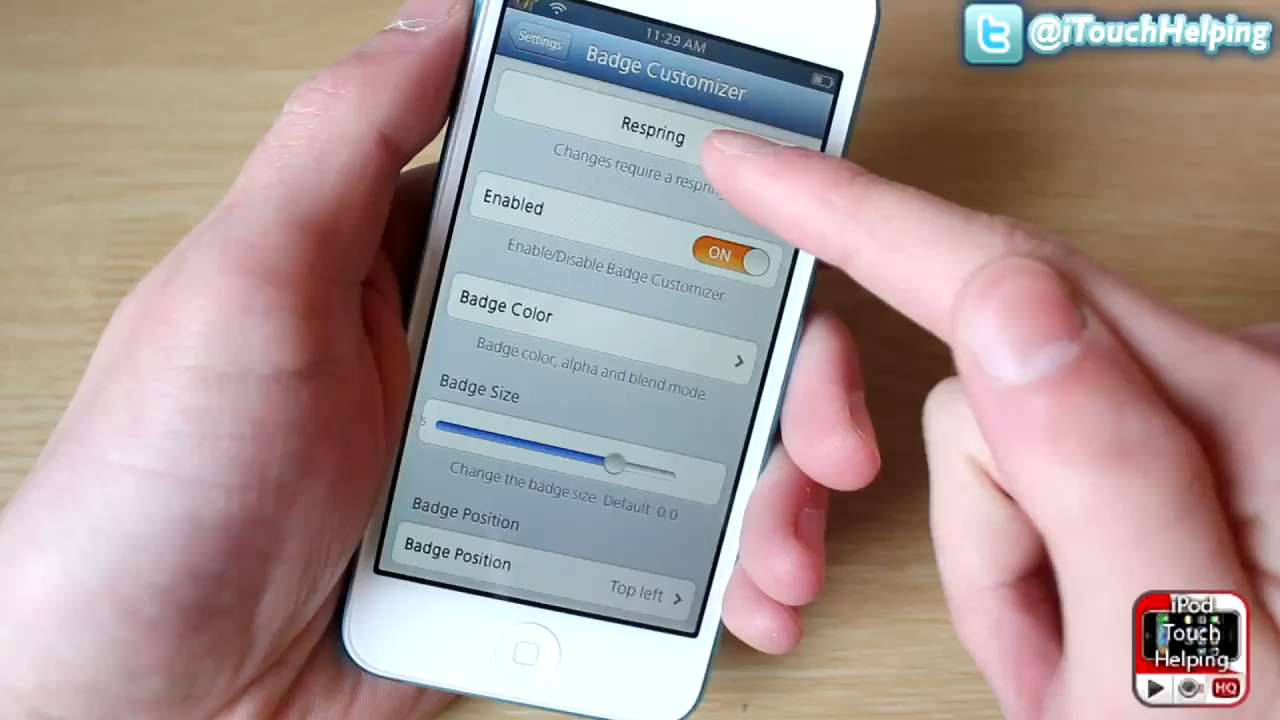 @iTouchHelping
11:29 AM
Settings
Badge Customizer
Respring
Changes require a respring
Enabled
ON
Enable/Disable Badge Customizer
Badge Color
Badge color, alpha and blend mode
Badge Size
Change the badge size. Default: 0.0
Badge Position
Badge Position
Top left
iPod
Touch
Helping
HQ